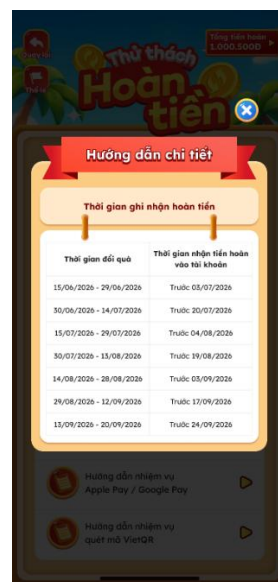 Tổng tiền hoàn
1.000.500Đ
Thử thách
Hoàn
tiền
Thể lệ
Hướng dẫn chi tiết
Thời gian ghi nhận hoàn tiền
Thời gian đổi quà
Thời gian nhận tiền hoàn
vào tài khoản
15/06/2026 - 29/06/2026
Trước 03/07/2026
30/06/2026 - 14/07/2026
Trước 20/07/2026
15/07/2026 - 29/07/2026
Trước 04/08/2026
30/07/2026 - 13/08/2026
Trước 19/08/2026
14/08/2026 - 28/08/2026
Trước 03/09/2026
29/08/2026 - 12/09/2026
Trước 17/09/2026
13/09/2026 - 20/09/2026
Trước 24/09/2026
Hướng dẫn nhiệm vụ
Apple Pay / Google Pay
Hướng dẫn nhiệm vụ
quét mã VietQR